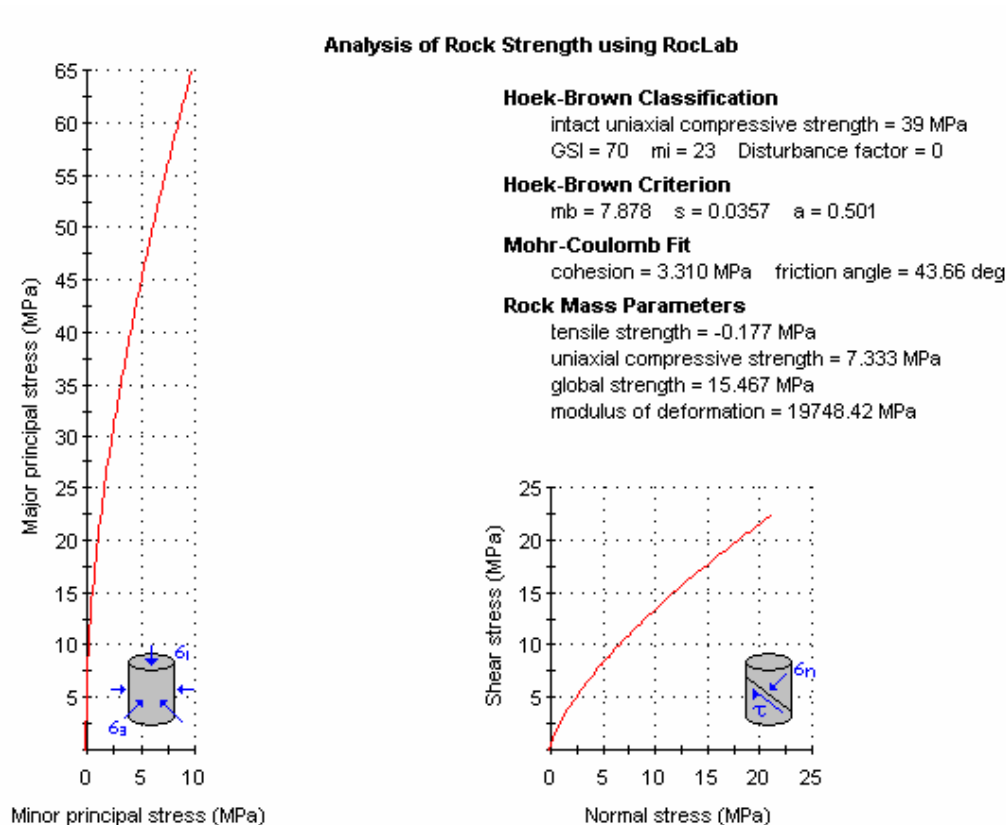 Analysis of Rock Strength using RocLab
Hoek-Brown Classification
intact uniaxial compressive strength = 39 MPa
GSI = 70 mi = 23 Disturbance factor = 0
Hoek-Brown Criterion
mb = 7.878 s = 0.0357 a = 0.501
Mohr-Coulomb Fit
cohesion = 3.310 MPa friction angle = 43.66 deg
Rock Mass Parameters
tensile strength = -0.177 MPa
uniaxial compressive strength = 7.333 MPa
global strength = 15.467 MPa
modulus of deformation = 19748.42 MPa
Major principal stress (MPa)
65
60
55
50
45
40
35
30
25
20
15
10
5
σ1
σ3
0 5 10
Minor principal stress (MPa)
Shear stress (MPa)
25
20
15
10
5
σn
τ
0 5 10 15 20 25
Normal stress (MPa)